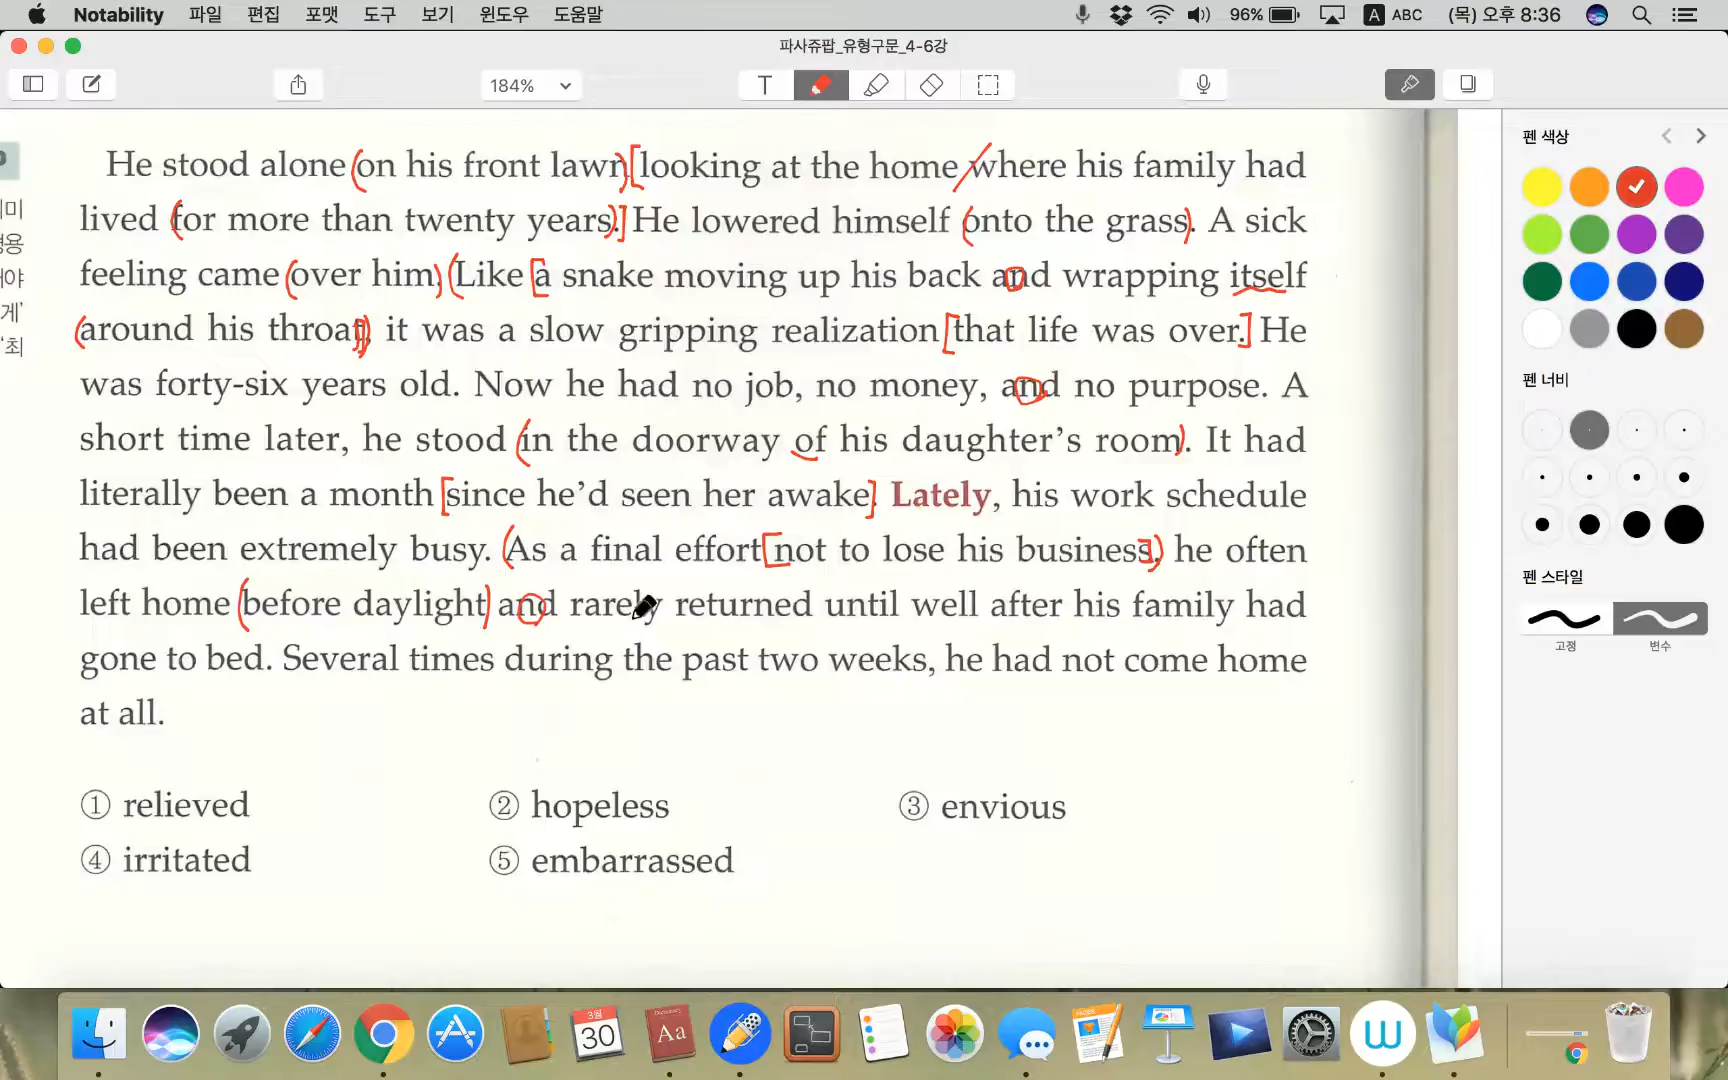 Notability 파일 편집 포맷 도구 보기 윈도우 도움말 96% A ABC (목) 오후 8:36
파사쥬팝_유형구문_4-6강
184% T
펜 색상
He stood alone (on his front lawn) [looking at the home / where his family had
lived (for more than twenty years).] He lowered himself (onto the grass). A sick
feeling came (over him). (Like [a snake moving up his back and wrapping itself
(around his throat)]), it was a slow gripping realization [that life was over.] He
was forty-six years old. Now he had no job, no money, and no purpose. A
short time later, he stood (in the doorway of his daughter's room). It had
literally been a month [since he'd seen her awake]. Lately, his work schedule
had been extremely busy. (As a final effort [not to lose his business],) he often
left home (before daylight) and rarely returned until well after his family had
gone to bed. Several times during the past two weeks, he had not come home
at all.
① relieved ② hopeless ③ envious
④ irritated ⑤ embarrassed
게'
'최
펜 너비
펜 스타일
고정 변수
3월
30
Aa
W